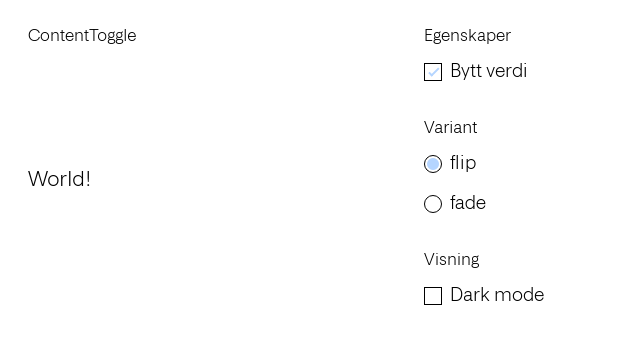 ContentToggle
World!
Egenskaper
Bytt verdi
Variant
flip
fade
Visning
Dark mode